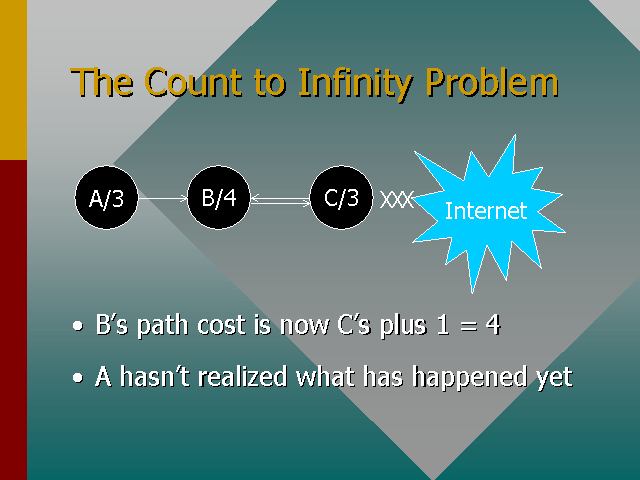 The Count to Infinity Problem
A/3 B/4 C/3 XXX Internet
• B's path cost is now C's plus 1 = 4
• A hasn't realized what has happened yet